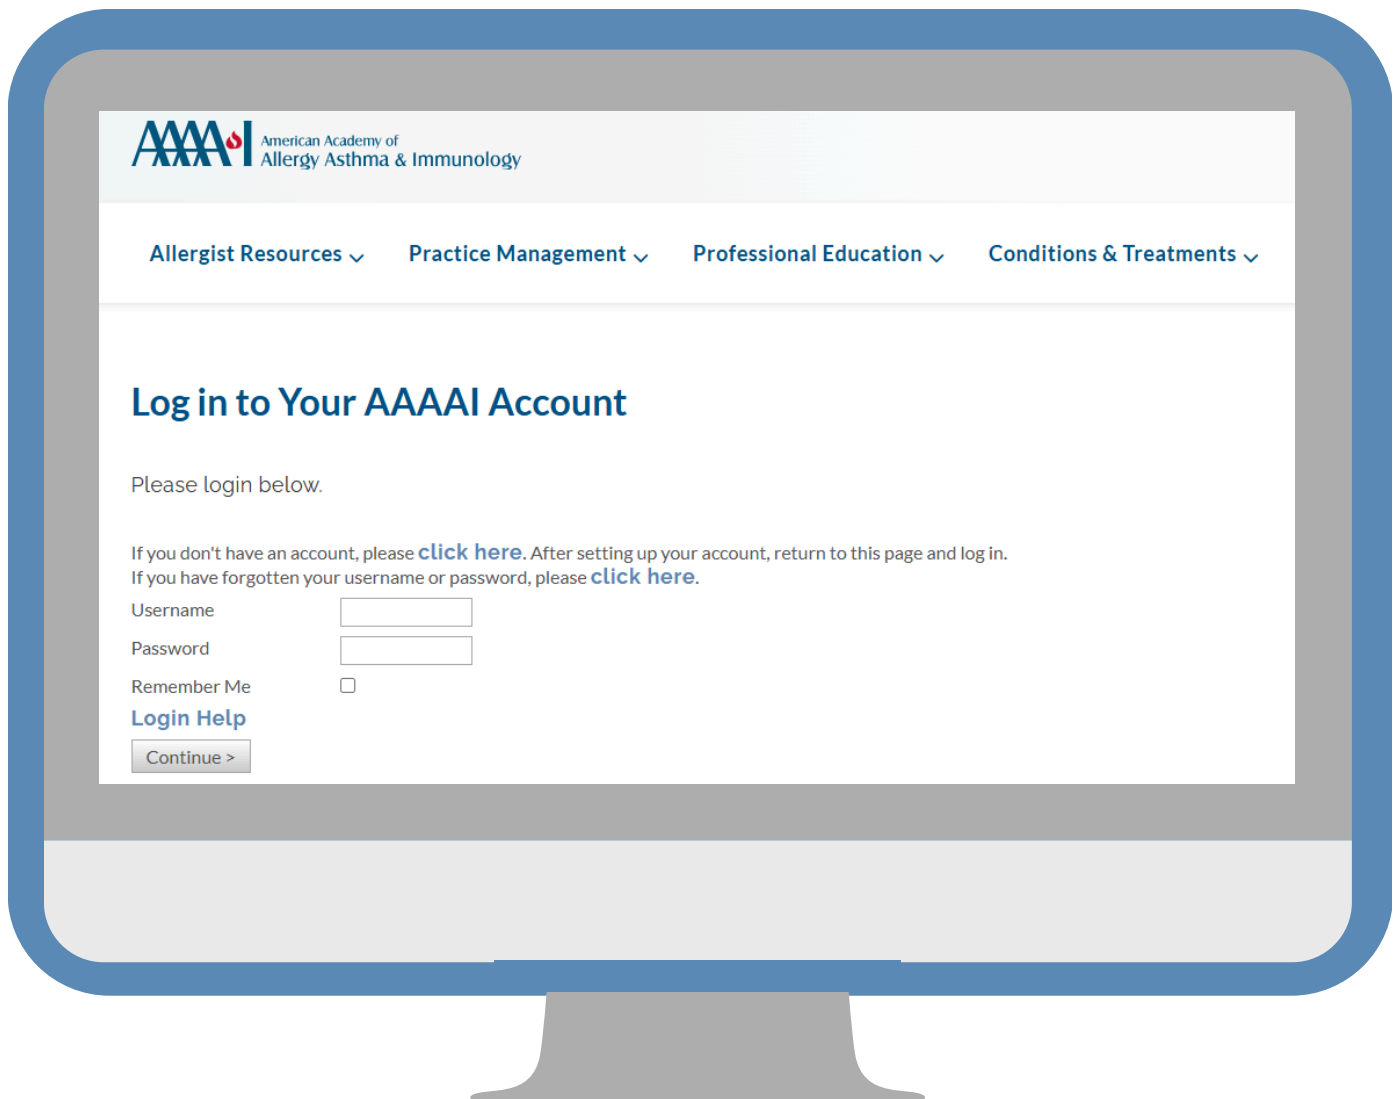 AAAAI American Academy of
Allergy Asthma & Immunology
Allergist Resources Practice Management Professional Education Conditions & Treatments
Log in to Your AAAAI Account
Please login below.
If you don't have an account, please click here. After setting up your account, return to this page and log in.
If you have forgotten your username or password, please click here.
Username
Password
Remember Me
Login Help
Continue >